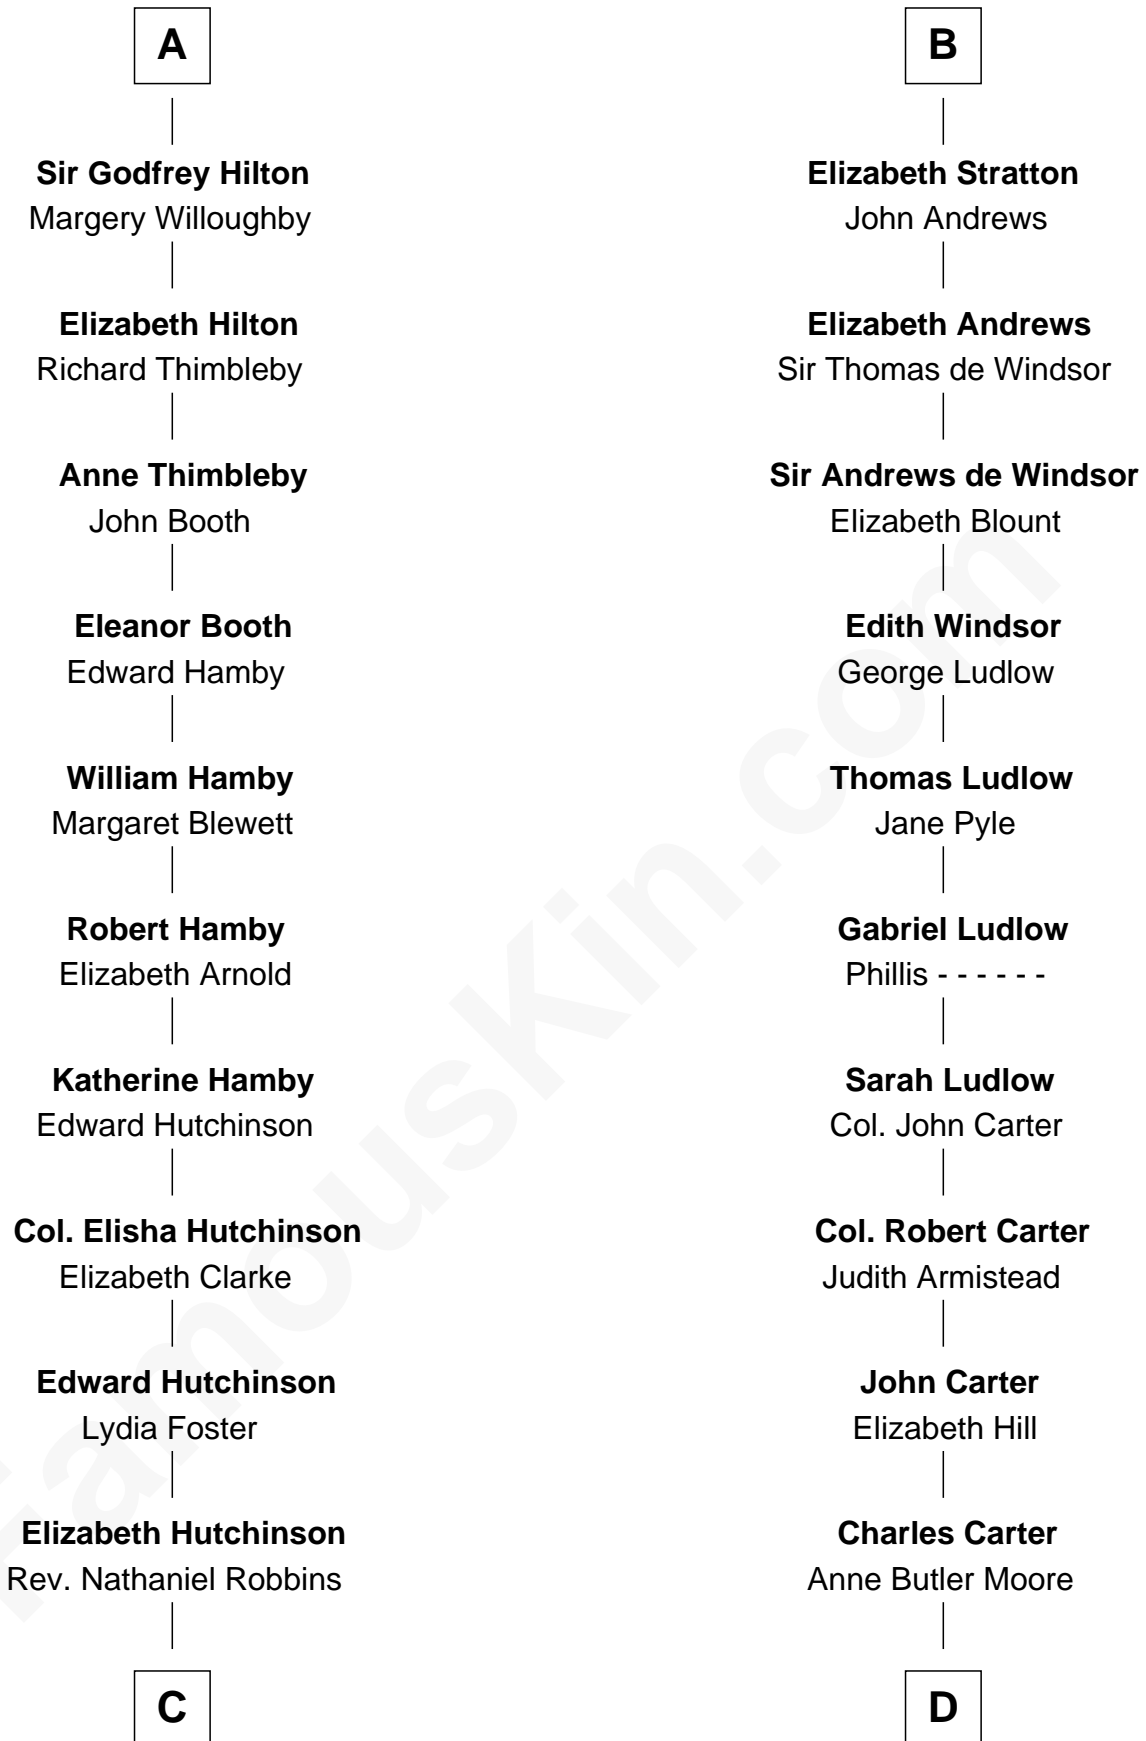 A
Sir Godfrey Hilton
Margery Willoughby
Elizabeth Hilton
Richard Thimbleby
Anne Thimbleby
John Booth
Eleanor Booth
Edward Hamby
William Hamby
Margaret Blewett
Robert Hamby
Elizabeth Arnold
Katherine Hamby
Edward Hutchinson
Col. Elisha Hutchinson
Elizabeth Clarke
Edward Hutchinson
Lydia Foster
Elizabeth Hutchinson
Rev. Nathaniel Robbins
C
B
Elizabeth Stratton
John Andrews
Elizabeth Andrews
Sir Thomas de Windsor
Sir Andrews de Windsor
Elizabeth Blount
Edith Windsor
George Ludlow
Thomas Ludlow
Jane Pyle
Gabriel Ludlow
Phillis - - - - - -
Sarah Ludlow
Col. John Carter
Col. Robert Carter
Judith Armistead
John Carter
Elizabeth Hill
Charles Carter
Anne Butler Moore
D
FamousKin.com